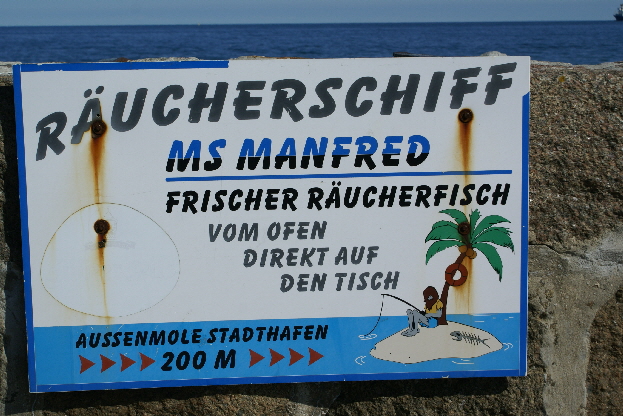 RÄUCHERSCHIFF
MS MANFRED
FRISCHER RÄUCHERFISCH
VOM OFEN
DIREKT AUF
DEN TISCH
AUSSENMOLE STADTHAFEN
200 M